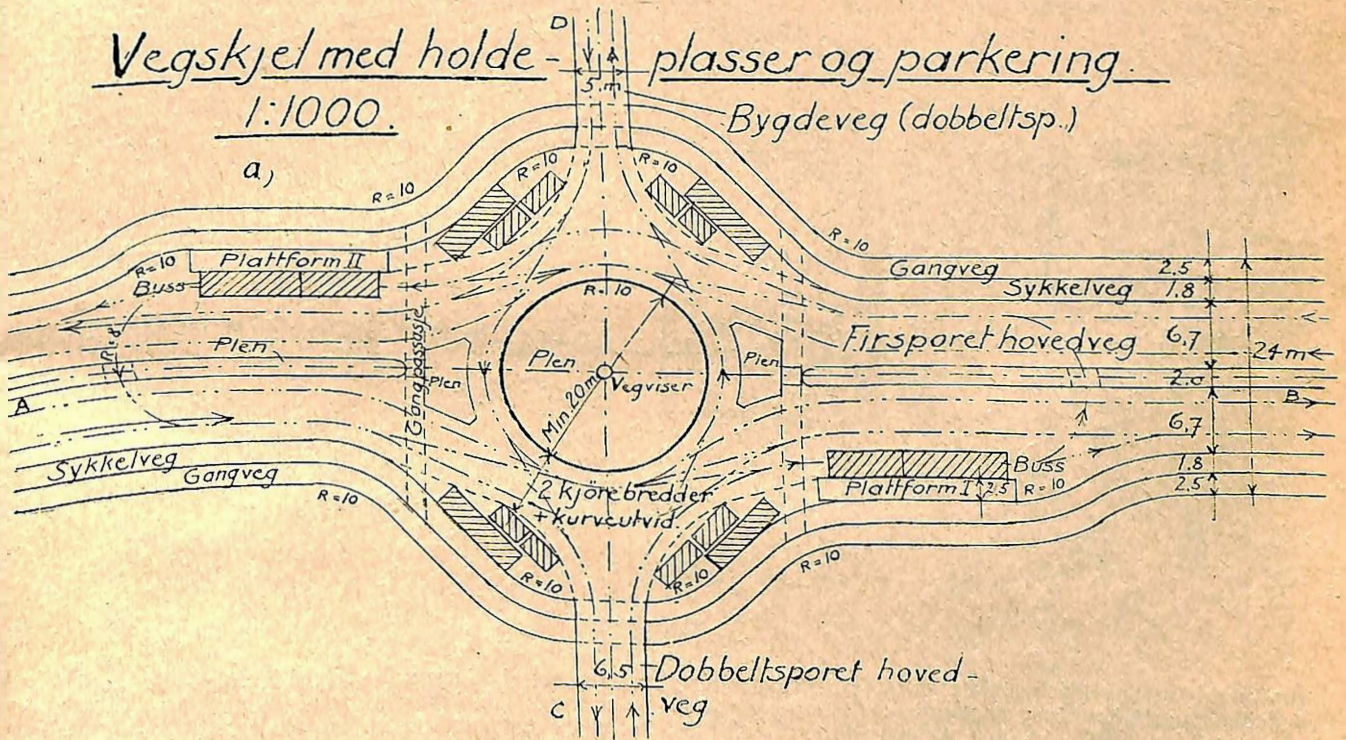 D
Vegskjel med holde- plasser og parkering.
1:1000.
5 m
Bygdeveg (dobbeltsp.)
a)
R=10
R=10
R=10
R=10
R=10
Plattform II
Buss
Gangveg 2.5
Sykkelveg 1.8
R=10
R=8
Plen
Gangpassasje
Plen
Plen
Vegviser
Min. 20 m
Plen
Firsporet hovedveg 6,7
24 m
2.0
A
B
6,7
Sykkelveg
Gangveg
R=10
2 kjörebredder
+kurveutvid.
Buss
1.8
Plattform I 2.5 R=10
2.5
R=10
R=10
R=10
6,5
Dobbeltsporet hoved-
veg
C